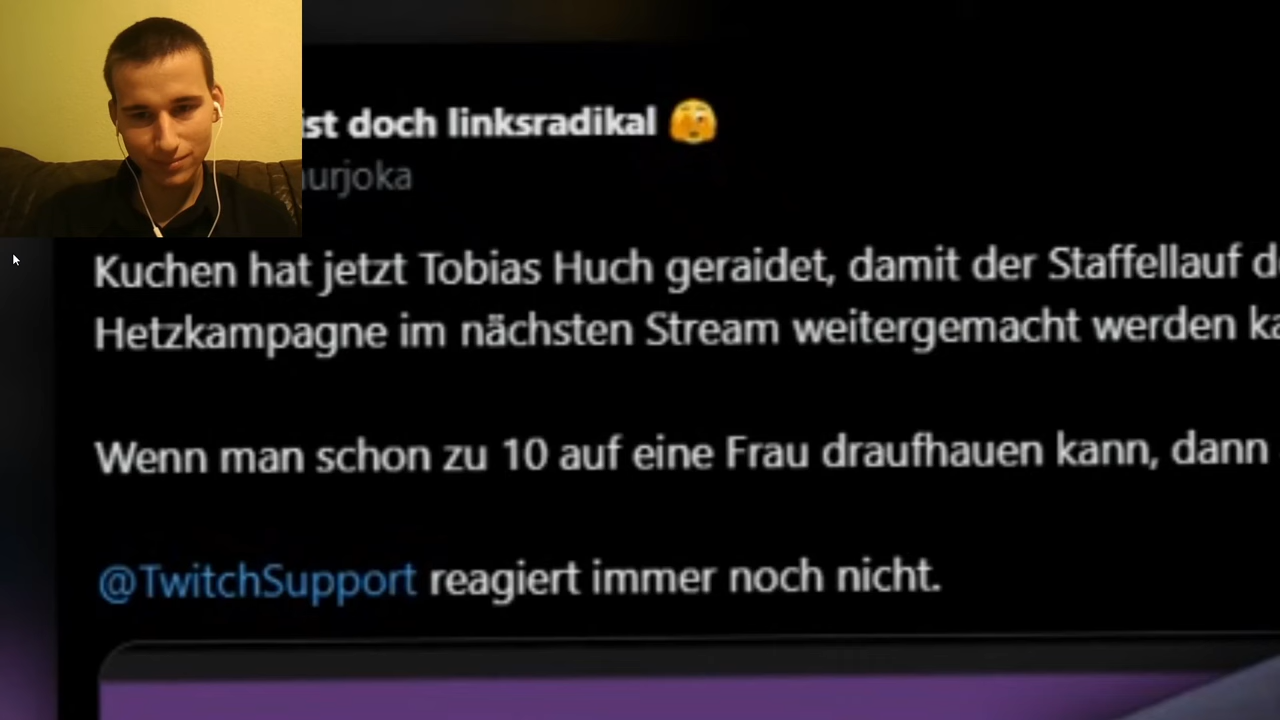 ist doch linksradikal
urjoka
Kuchen hat jetzt Tobias Huch geraidet, damit der Staffellauf
Hetzkampagne im nächsten Stream weitergemacht werden
Wenn man schon zu 10 auf eine Frau draufhauen kann, dann
@TwitchSupport reagiert immer noch nicht.